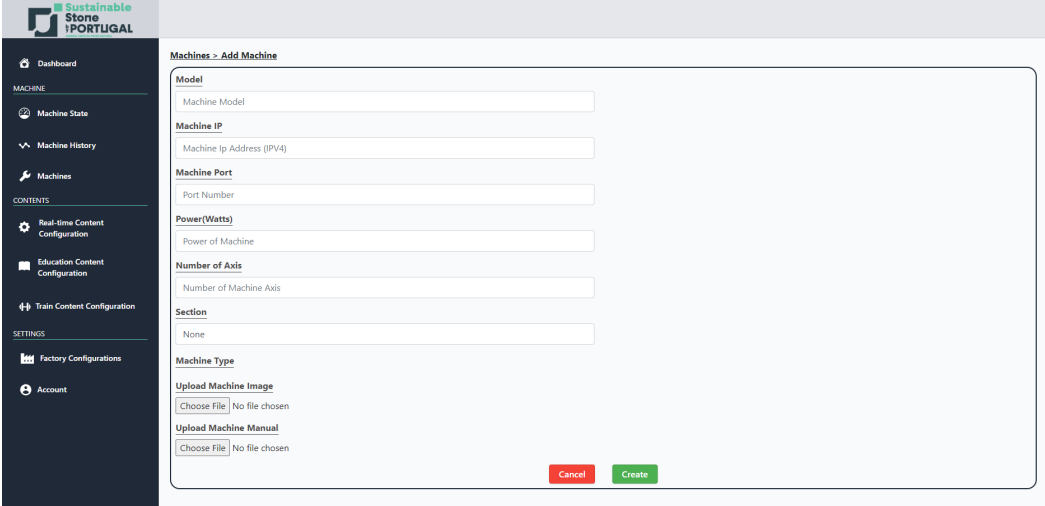 Sustainable
Stone
BY PORTUGAL
Dashboard
MACHINE
Machine State
Machine History
Machines
CONTENTS
Real-time Content
Configuration
Education Content
Configuration
Train Content Configuration
SETTINGS
Factory Configurations
Account
Machines > Add Machine
Model
Machine Model
Machine IP
Machine Ip Address (IPV4)
Machine Port
Port Number
Power(Watts)
Power of Machine
Number of Axis
Number of Machine Axis
Section
None
Machine Type
Upload Machine Image
Choose File No file chosen
Upload Machine Manual
Choose File No file chosen
Cancel Create